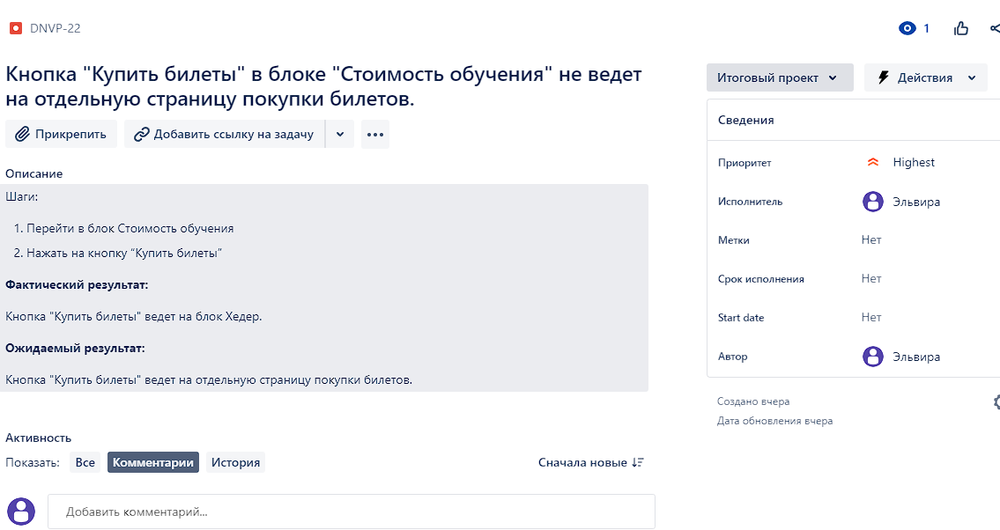 DNVP-22
1
Кнопка "Купить билеты" в блоке "Стоимость обучения" не ведет
на отдельную страницу покупки билетов.
Итоговый проект
Действия
Прикрепить
Добавить ссылку на задачу
Сведения
Описание
Шаги:
1. Перейти в блок Стоимость обучения
2. Нажать на кнопку “Купить билеты”
Фактический результат:
Кнопка "Купить билеты" ведет на блок Хедер.
Ожидаемый результат:
Кнопка "Купить билеты" ведет на отдельную страницу покупки билетов.
Приоритет Highest
Исполнитель Эльвира
Метки Нет
Срок исполнения Нет
Start date Нет
Автор Эльвира
Создано вчера
Дата обновления вчера
Активность
Показать: Все Комментарии История Сначала новые
Добавить комментарий...